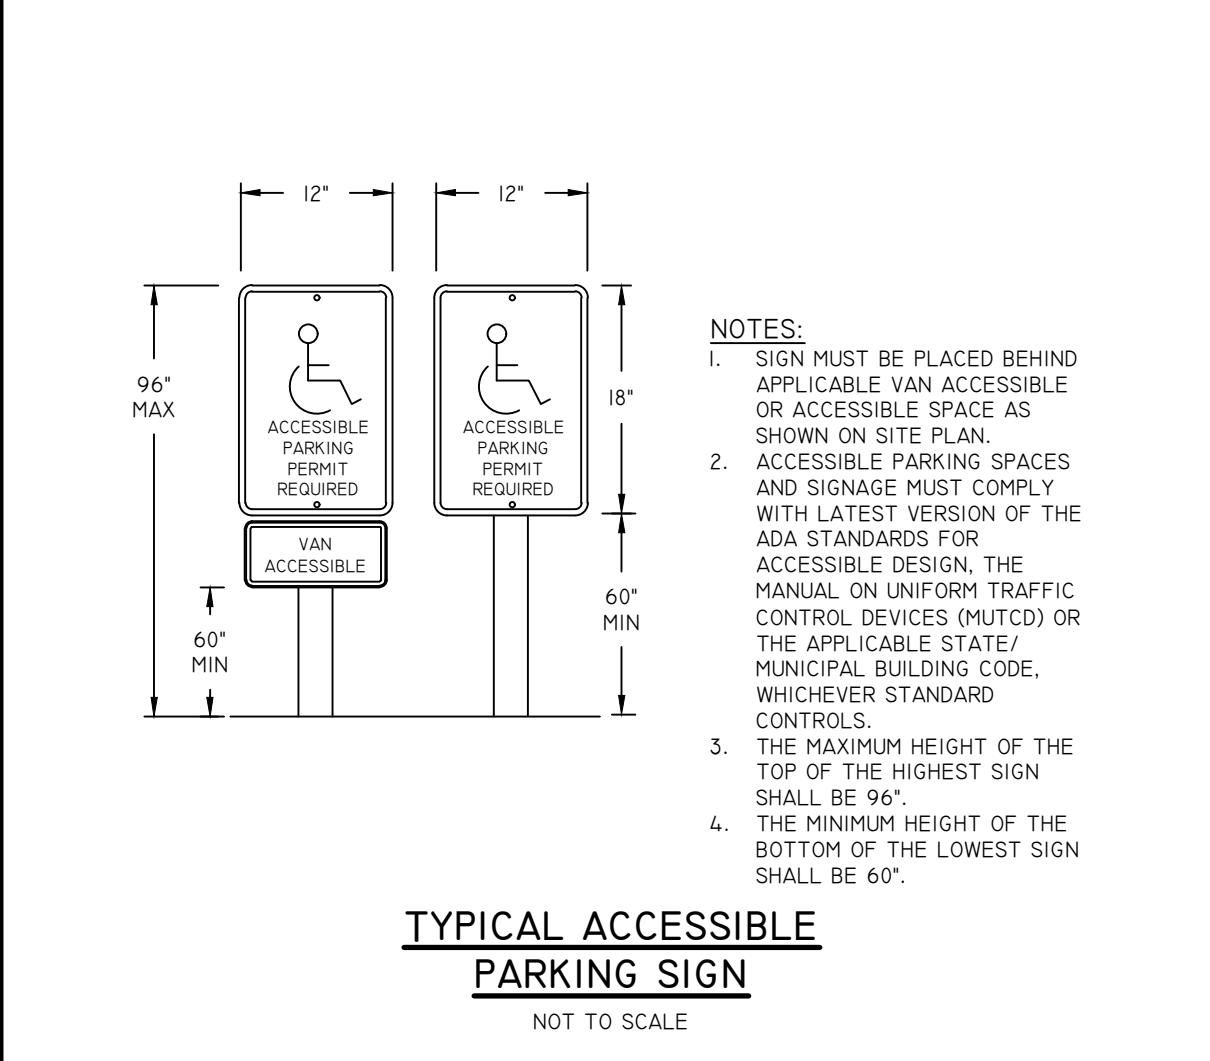 12"
12"
96"
MAX
ACCESSIBLE
PARKING
PERMIT
REQUIRED
VAN
ACCESSIBLE
60"
MIN
ACCESSIBLE
PARKING
PERMIT
REQUIRED
18"
60"
MIN
NOTES:
1. SIGN MUST BE PLACED BEHIND
APPLICABLE VAN ACCESSIBLE
OR ACCESSIBLE SPACE AS
SHOWN ON SITE PLAN.
2. ACCESSIBLE PARKING SPACES
AND SIGNAGE MUST COMPLY
WITH LATEST VERSION OF THE
ADA STANDARDS FOR
ACCESSIBLE DESIGN, THE
MANUAL ON UNIFORM TRAFFIC
CONTROL DEVICES (MUTCD) OR
THE APPLICABLE STATE/
MUNICIPAL BUILDING CODE,
WHICHEVER STANDARD
CONTROLS.
3. THE MAXIMUM HEIGHT OF THE
TOP OF THE HIGHEST SIGN
SHALL BE 96".
4. THE MINIMUM HEIGHT OF THE
BOTTOM OF THE LOWEST SIGN
SHALL BE 60".
TYPICAL ACCESSIBLE
PARKING SIGN
NOT TO SCALE